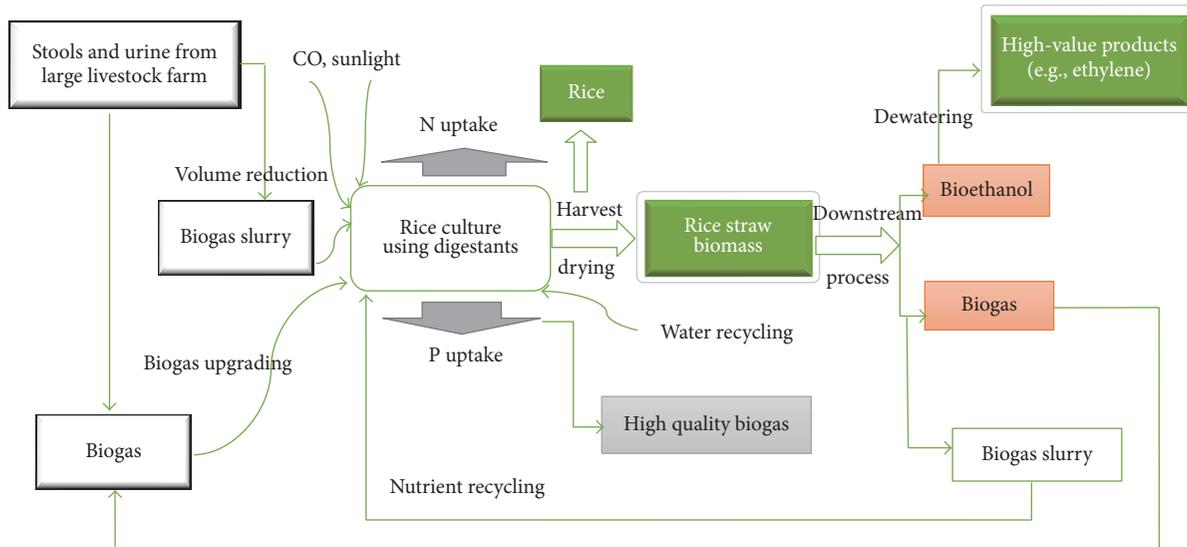 Stools and urine from
large livestock farm
CO, sunlight
Rice
High-value products
(e.g., ethylene)
N uptake
Dewatering
Volume reduction
Bioethanol
Biogas slurry
Rice culture
using digestants
Harvest
drying
Rice straw
biomass
Downstream
process
Biogas
Water recycling
P uptake
Biogas upgrading
High quality biogas
Biogas
Biogas slurry
Nutrient recycling